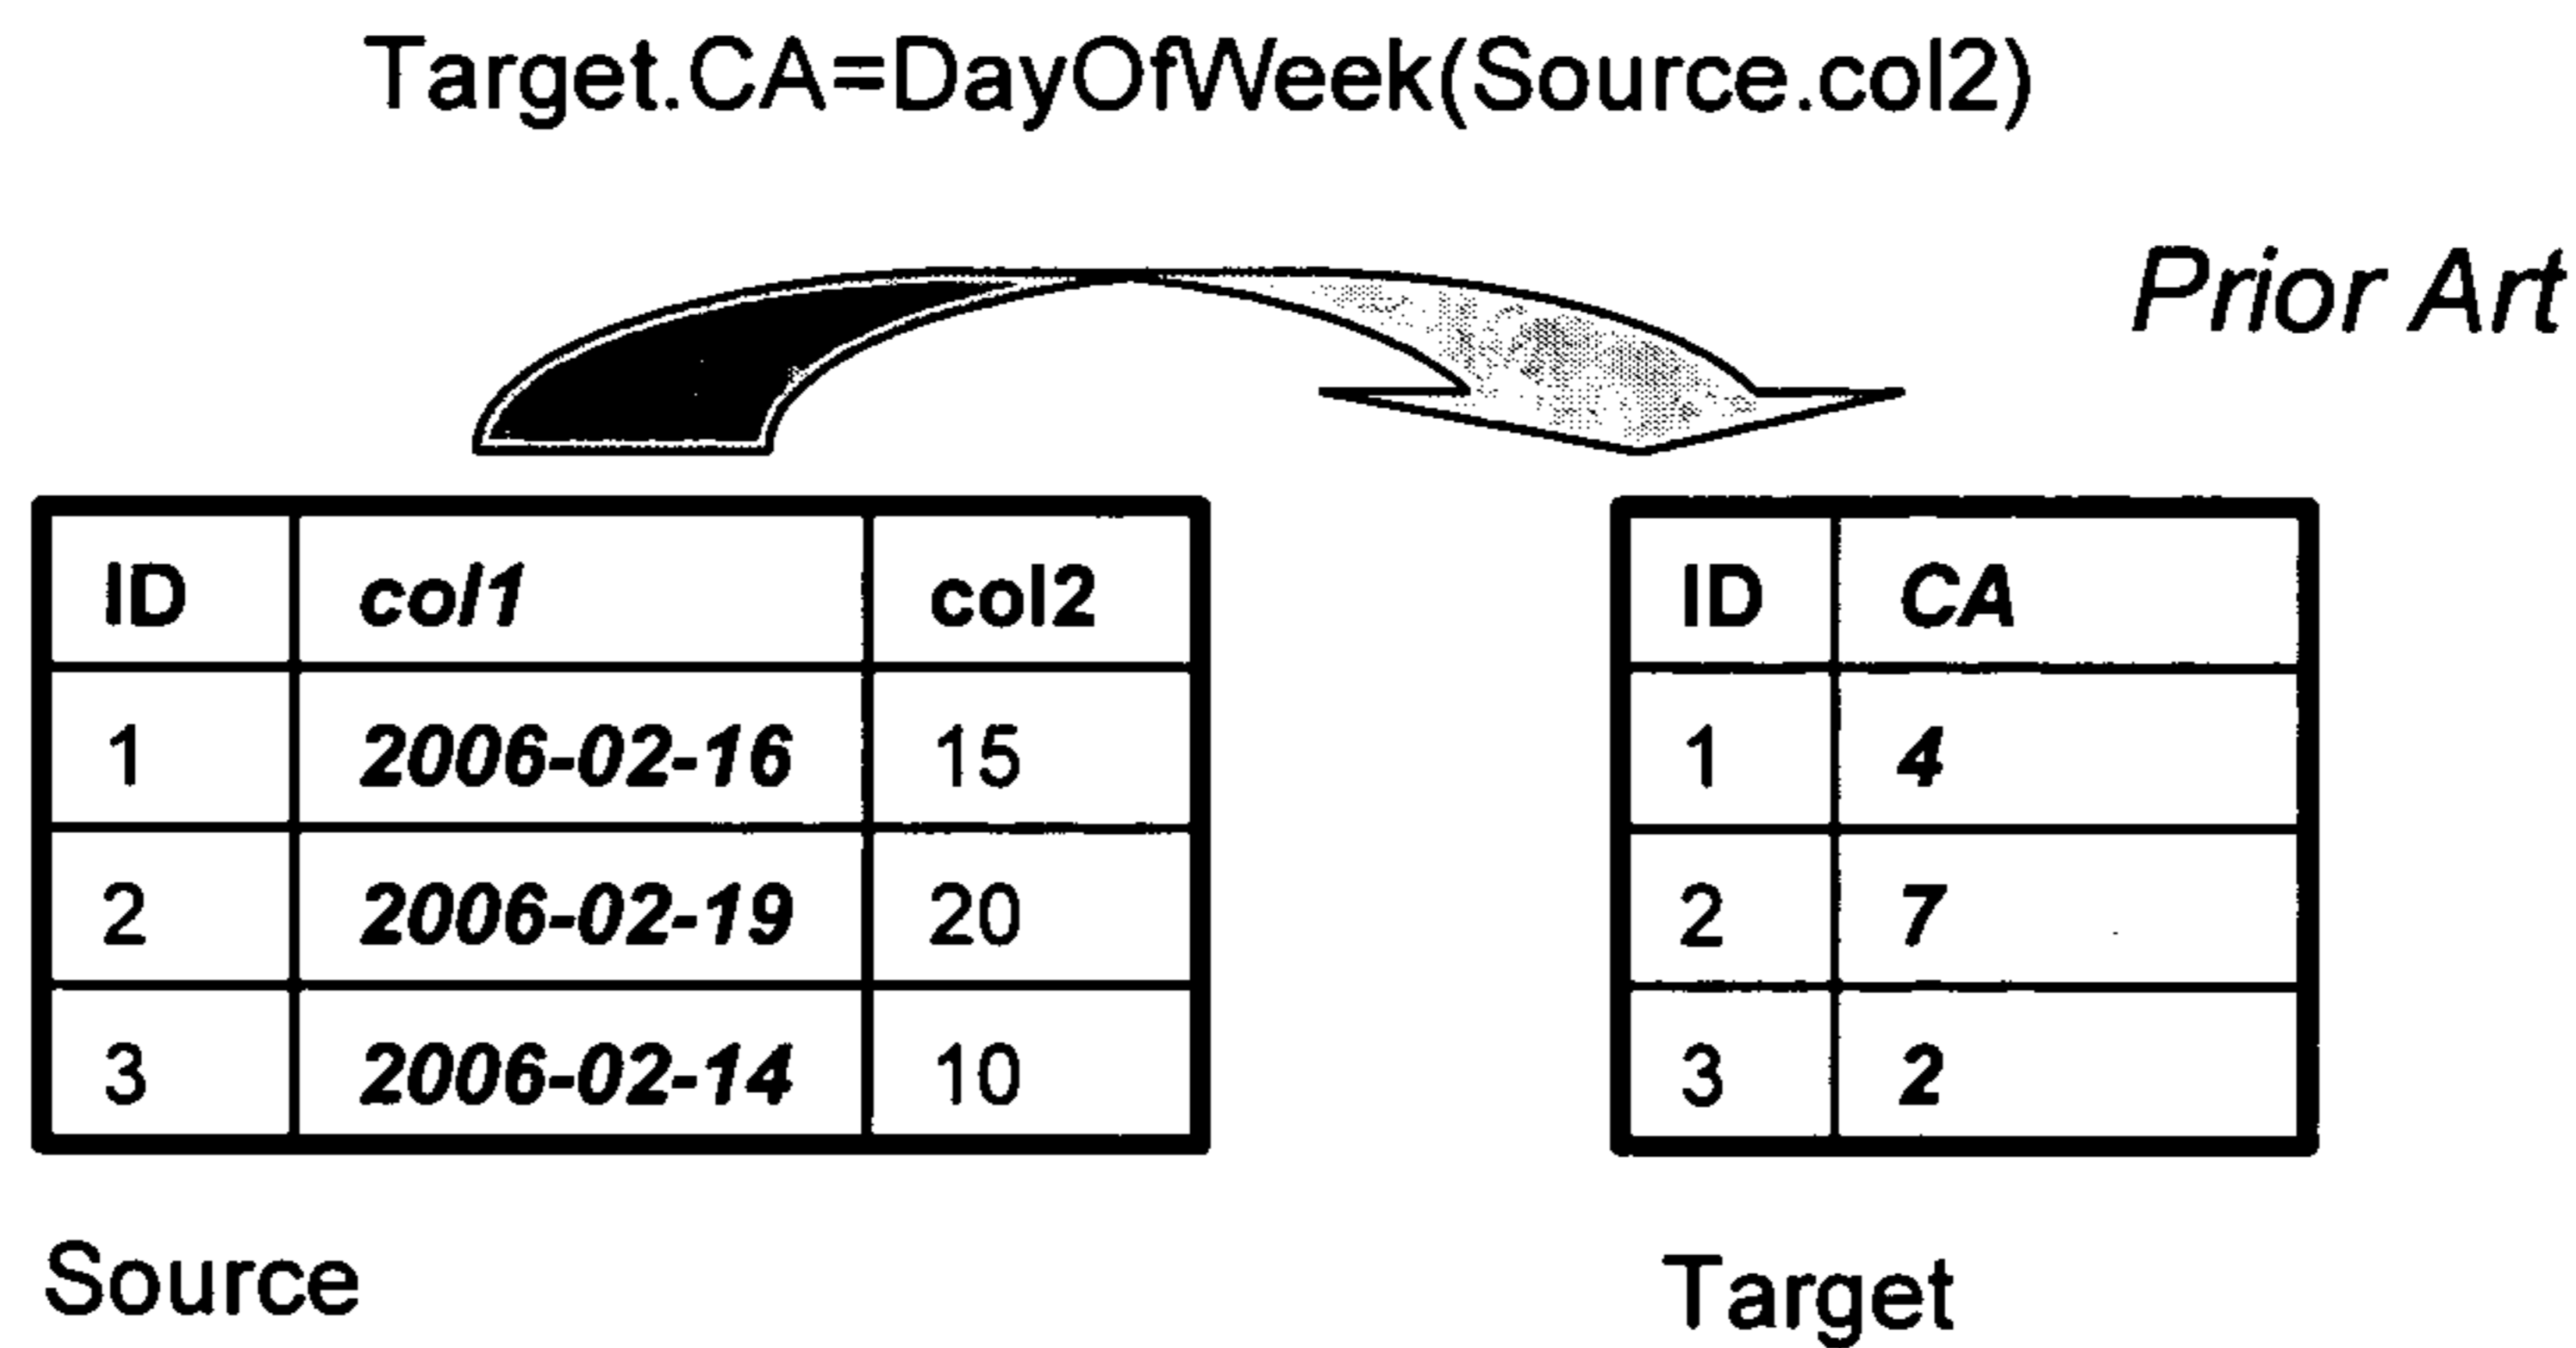 Target.CA=DayOfWeek(Source.col2)
Prior Art
ID col1 col2
1 2006-02-16 15
2 2006-02-19 20
3 2006-02-14 10
Source
ID CA
1 4
2 7
3 2
Target